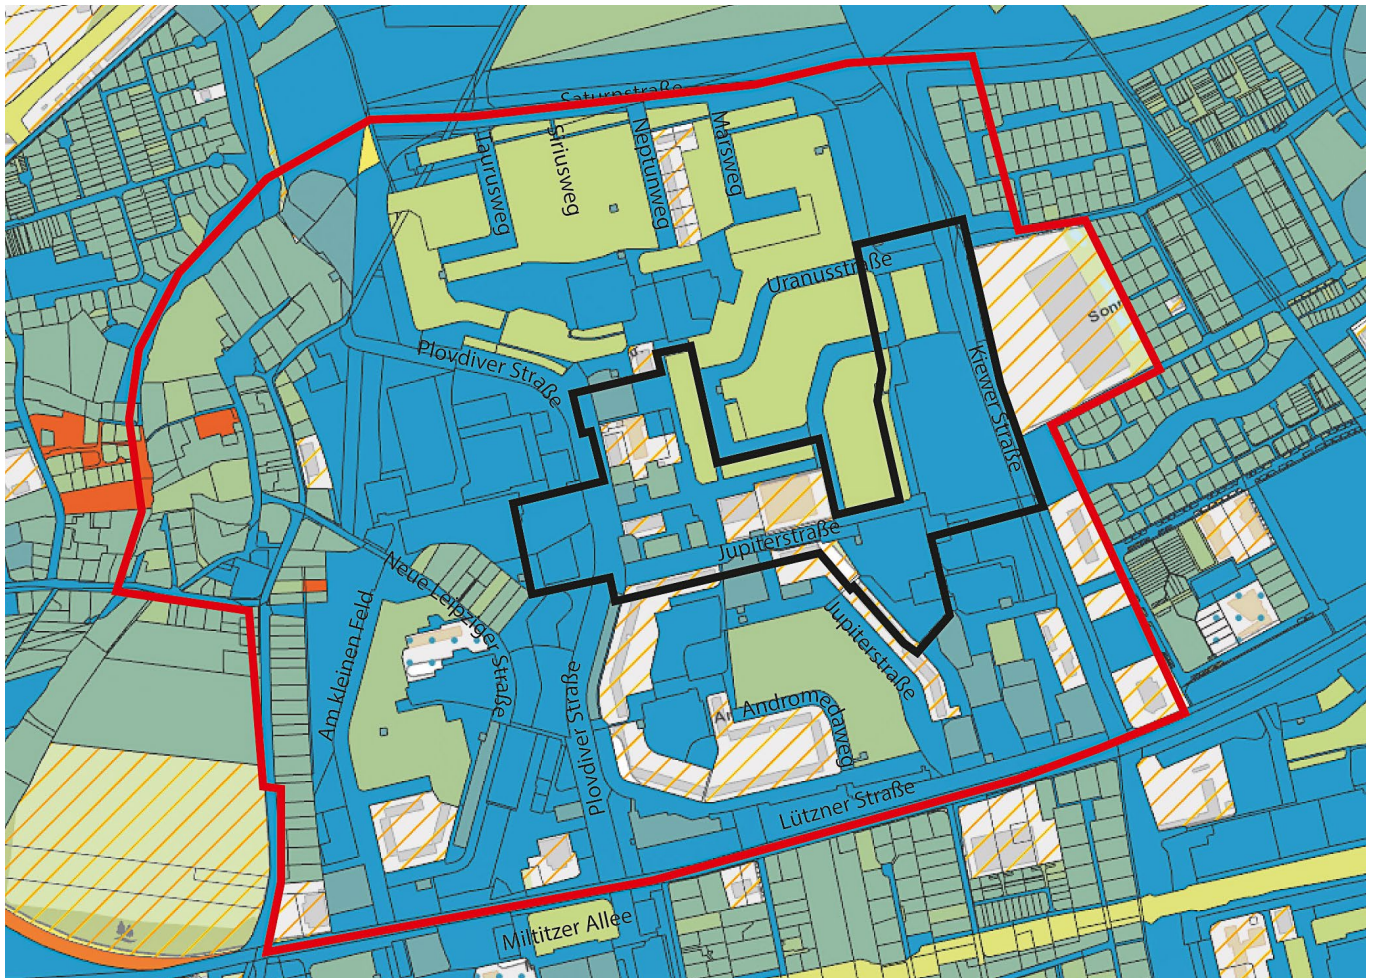 Saturnstraße
Taurusweg
Siriusweg
Neptunweg
Marsweg
Uranusstraße
Plovdiver Straße
Kiewer Straße
Jupiterstraße
Neue Leipziger Straße
Am kleinen Feld
Plovdiver Straße
Jupiterstraße
Andromedaweg
Lützner Straße
Miltitzer Allee